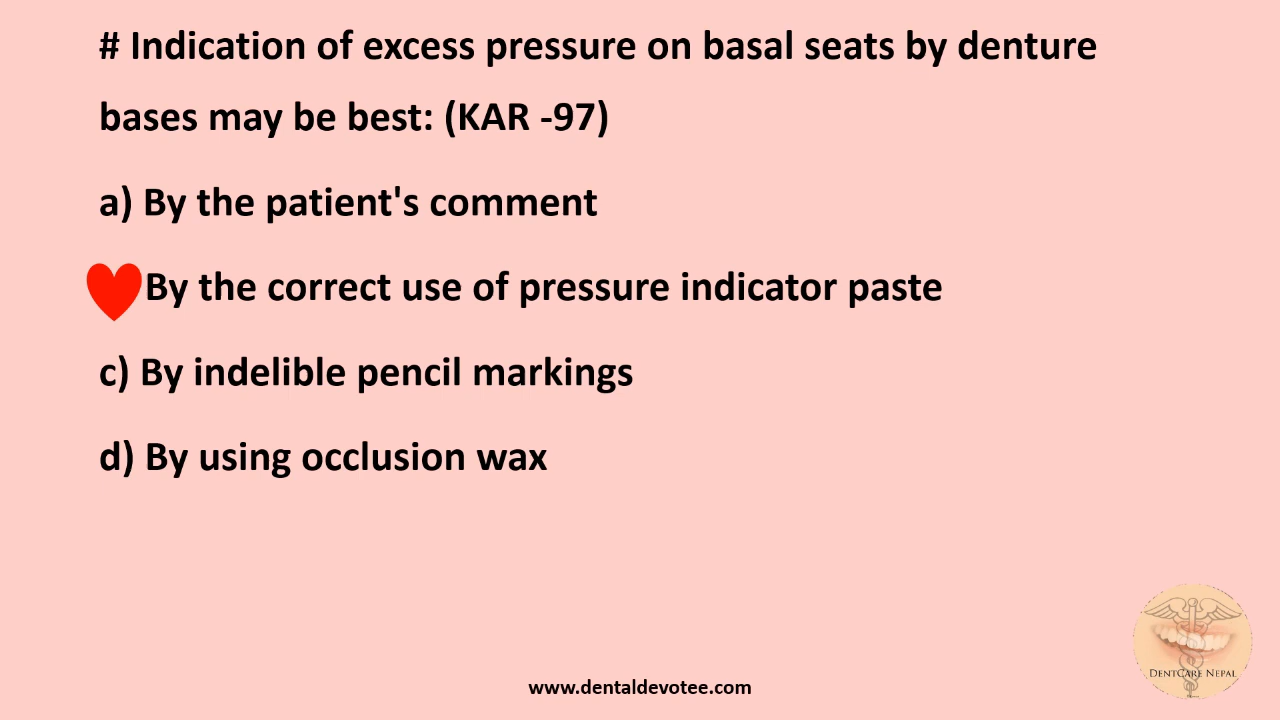 # Indication of excess pressure on basal seats by denture
bases may be best: (KAR -97)
a) By the patient's comment
By the correct use of pressure indicator paste
c) By indelible pencil markings
d) By using occlusion wax
DentCare Nepal
www.dentaldevotee.com